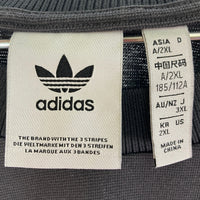 adidas
THE BRAND WITH THE 3 STRIPES
DIE WELTMARKE MIT DEN 3 STREIFEN
LA MARQUE AUX 3 BANDES
ASIA D
A/2XL
中国尺码
A/2XL
185/112A
AU/NZ J
3XL
KR US
2XL
MADE IN
CHINA